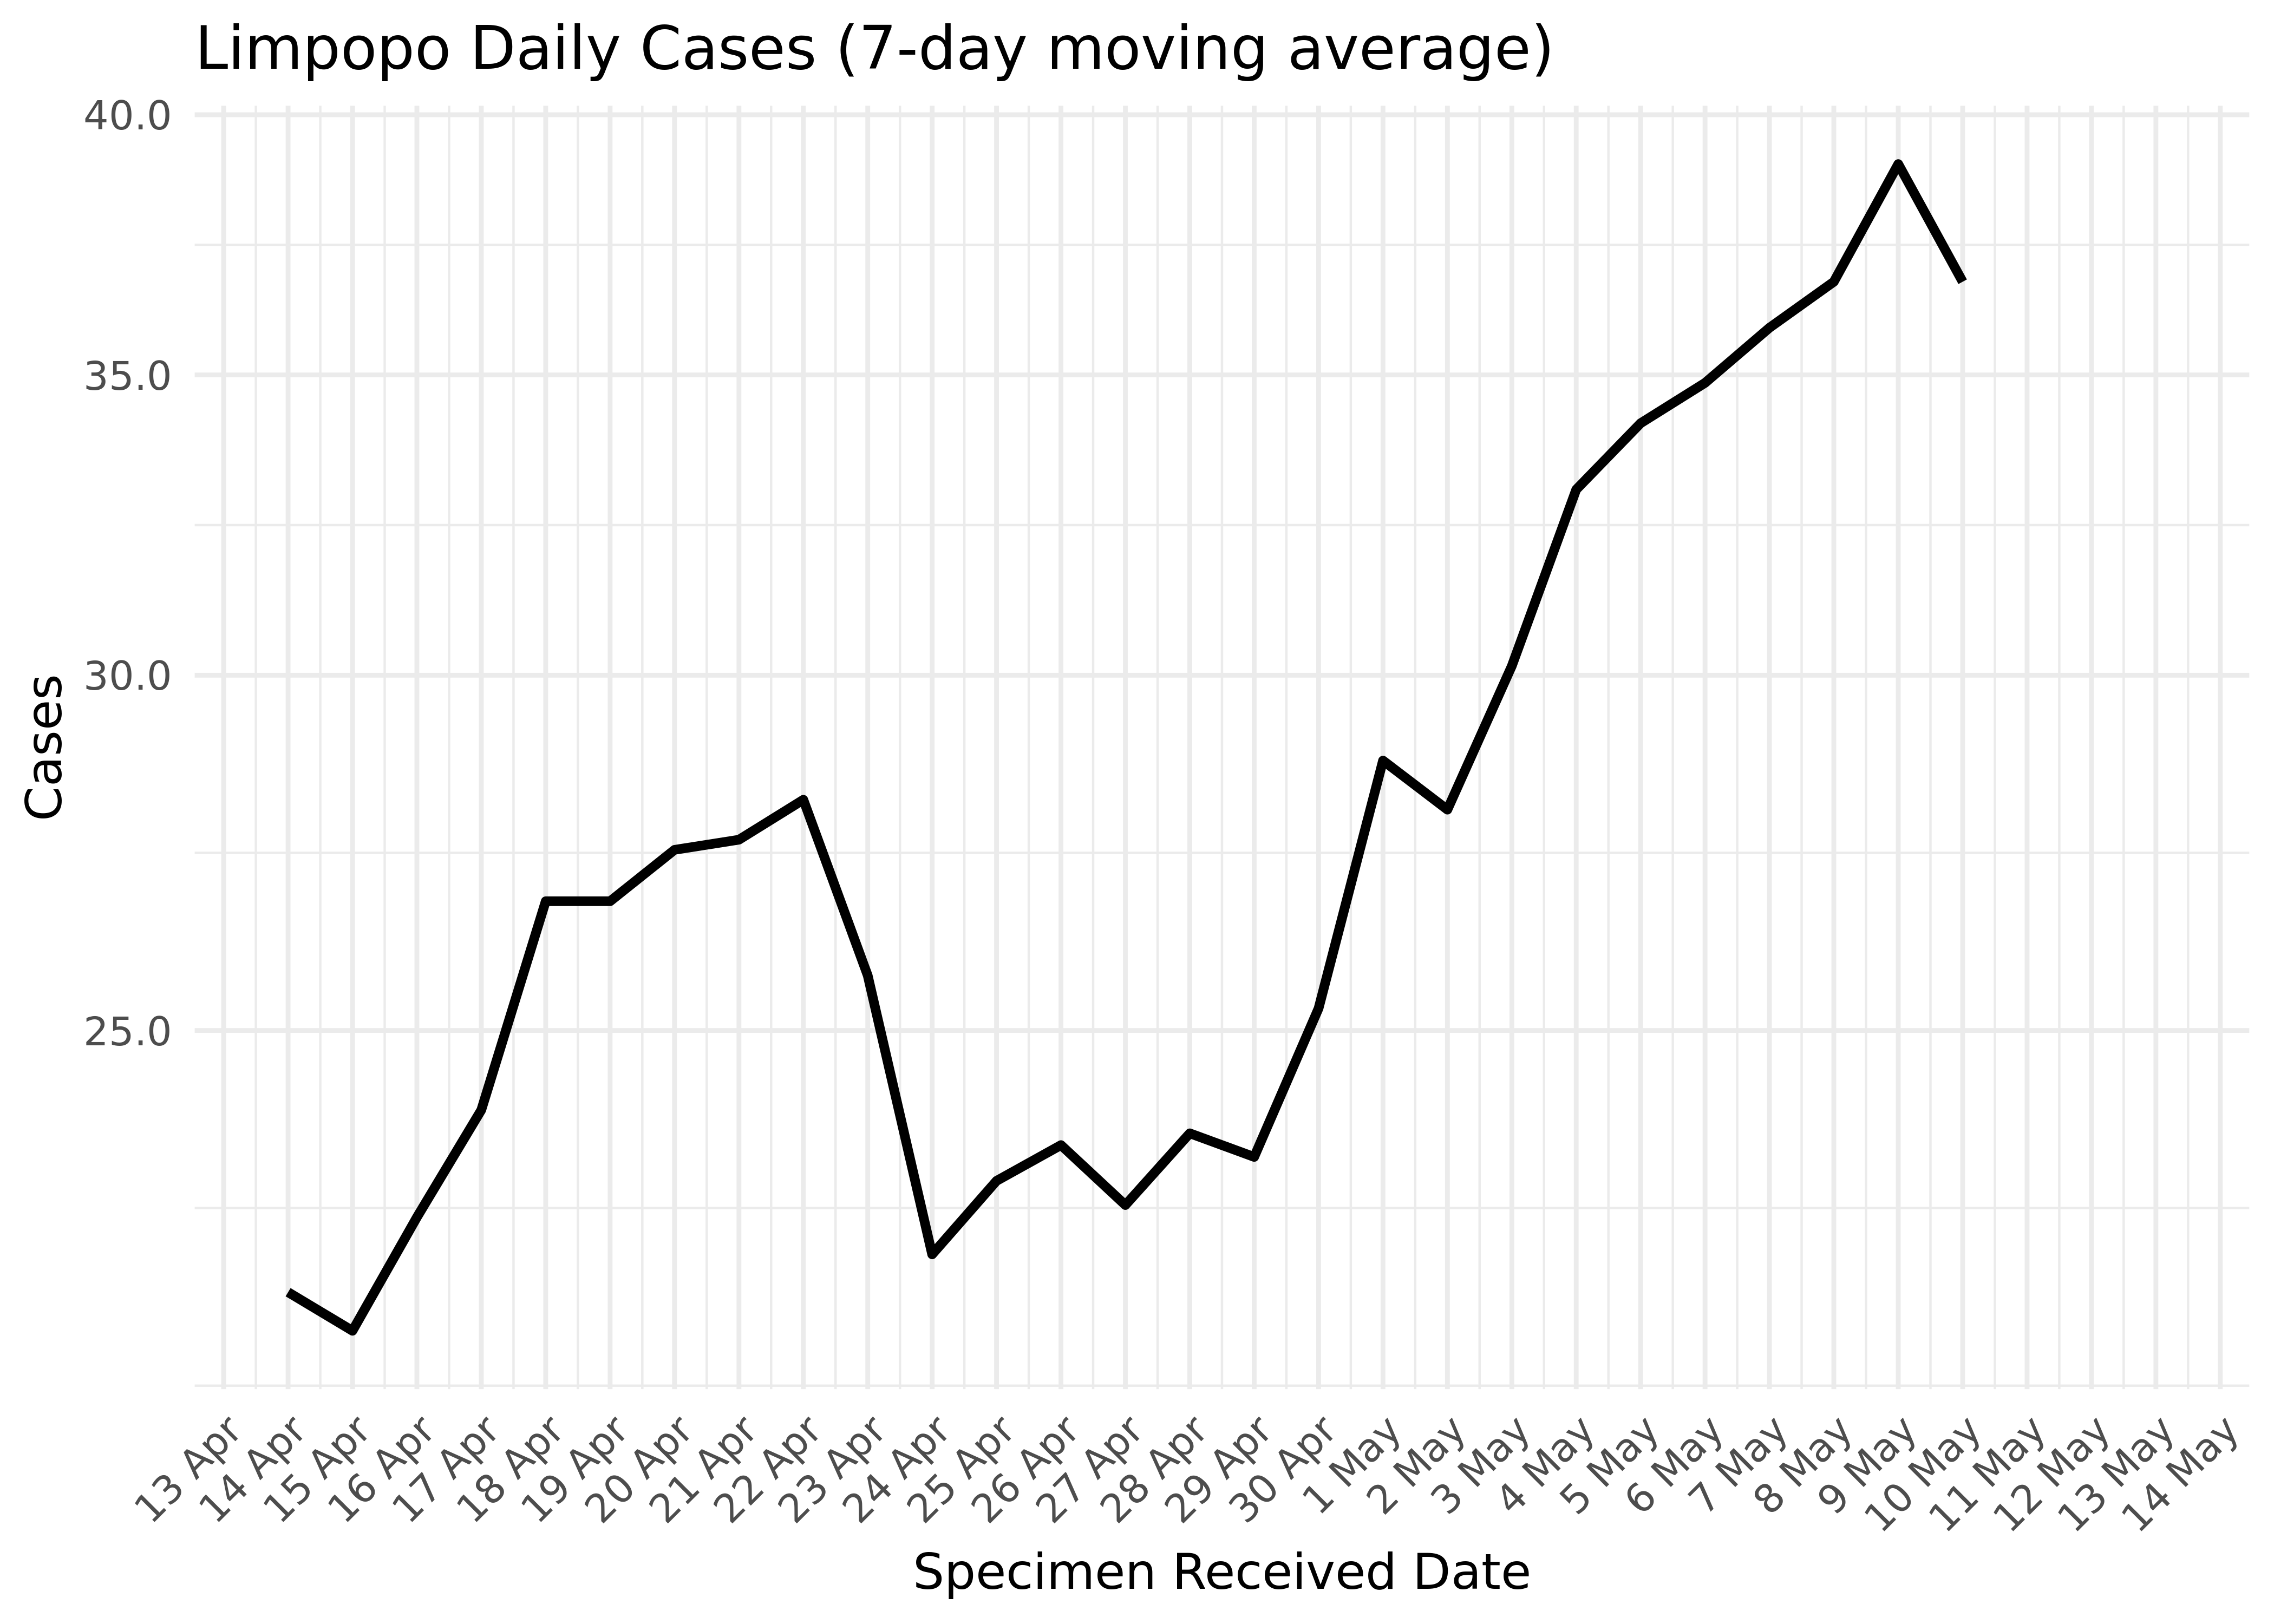 Limpopo Daily Cases (7-day moving average)
40.0
35.0
30.0
25.0
Cases
13 Apr
14 Apr
15 Apr
16 Apr
17 Apr
18 Apr
19 Apr
20 Apr
21 Apr
22 Apr
23 Apr
24 Apr
25 Apr
26 Apr
27 Apr
28 Apr
29 Apr
30 Apr
1 May
2 May
3 May
4 May
5 May
6 May
7 May
8 May
9 May
10 May
11 May
12 May
13 May
14 May
Specimen Received Date